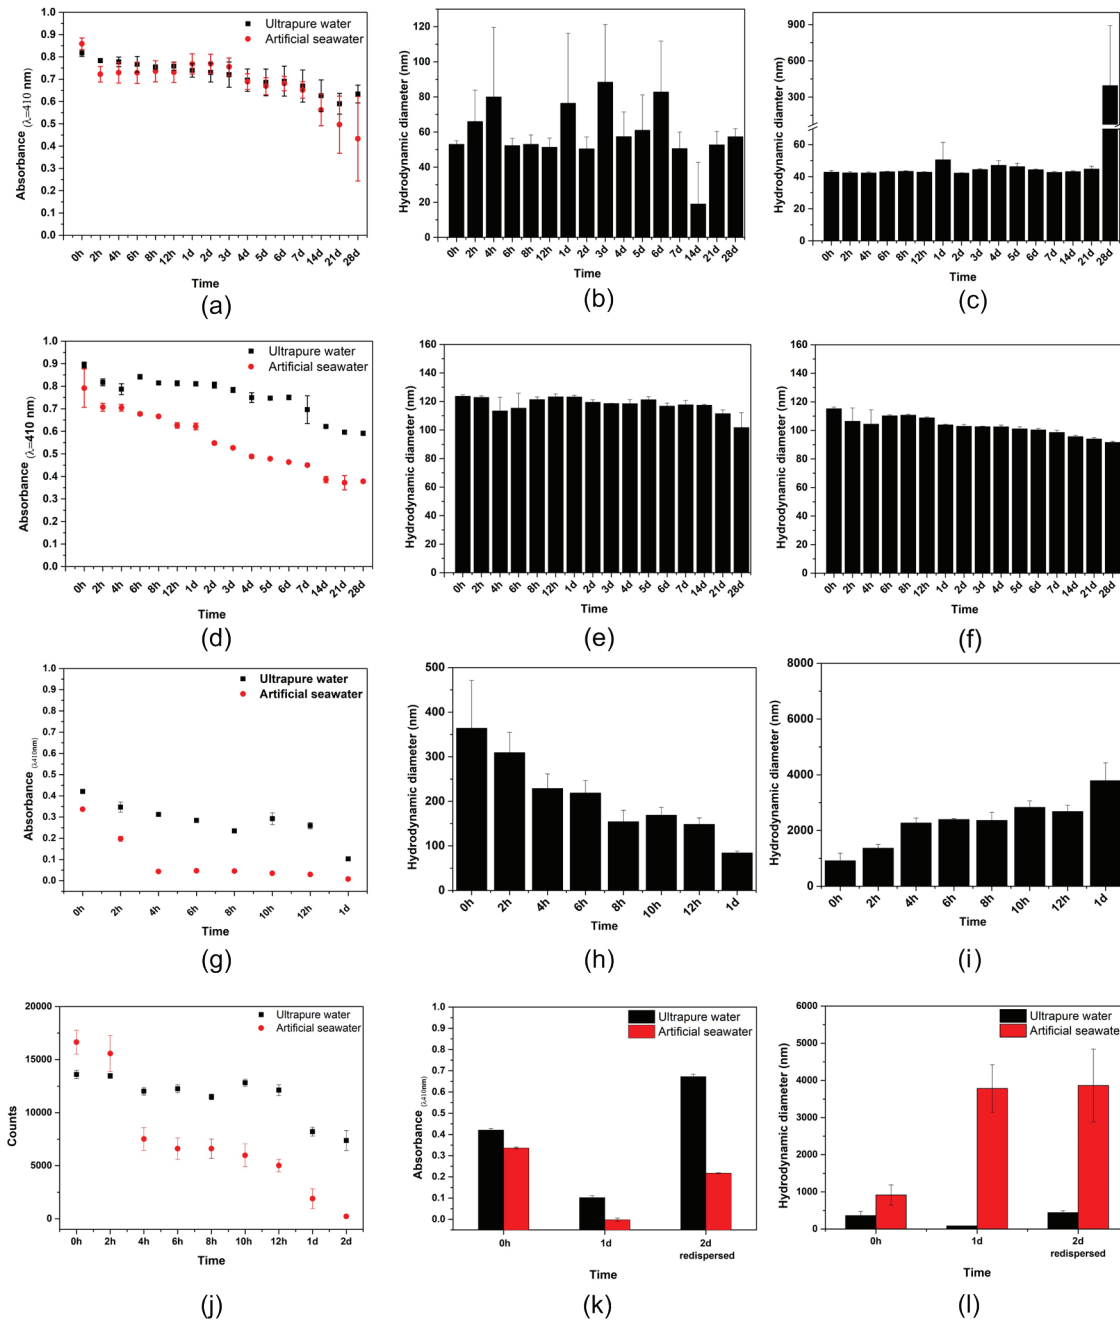 1.0
0.9
0.8
0.7
0.6
0.5
0.4
0.3
0.2
0.1
0.0
Absorbance (λ=410 nm)
Ultrapure water
Artificial seawater
0h 2h 4h 6h 8h 12h 1d 2d 3d 4d 5d 6d 7d 14d 21d 28d
Time
(a)
120
100
80
60
40
20
0
Hydrodynamic diameter (nm)
0h 2h 4h 6h 8h 12h 1d 2d 3d 4d 5d 6d 7d 14d 21d 28d
Time
(b)
900
600
300
60
40
20
0
Hydrodynamic diamter (nm)
0h 2h 4h 6h 8h 12h 1d 2d 3d 4d 5d 6d 7d 14d 21d 28d
Time
(c)
1.0
0.9
0.8
0.7
0.6
0.5
0.4
0.3
0.2
0.1
0.0
Absorbance (λ=410 nm)
Ultrapure water
Artificial seawater
0h 2h 4h 6h 8h 12h 1d 2d 3d 4d 5d 6d 7d 14d 21d 28d
Time
(d)
160
140
120
100
80
60
40
20
0
Hydrodynamic diameter (nm)
0h 2h 4h 6h 8h 12h 1d 2d 3d 4d 5d 6d 7d 14d 21d 28d
Time
(e)
160
140
120
100
80
60
40
20
0
Hydrodynamic diameter (nm)
0h 2h 4h 6h 8h 12h 1d 2d 3d 4d 5d 6d 7d 14d 21d 28d
Time
(f)
1.0
0.9
0.8
0.7
0.6
0.5
0.4
0.3
0.2
0.1
0.0
Absorbance (λ410nm)
Ultrapure water
Artificial seawater
0h 2h 4h 6h 8h 10h 12h 1d
Time
(g)
500
400
300
200
100
0
Hydrodynamic diameter (nm)
0h 2h 4h 6h 8h 10h 12h 1d
Time
(h)
8000
6000
4000
2000
0
Hydrodynamic diameter (nm)
0h 2h 4h 6h 8h 10h 12h 1d
Time
(i)
20000
15000
10000
5000
0
Counts
Ultrapure water
Artificial seawater
0h 2h 4h 6h 8h 10h 12h 1d 2d
Time
(j)
1.0
0.9
0.8
0.7
0.6
0.5
0.4
0.3
0.2
0.1
0.0
Absorbance (λ410nm)
Ultrapure water
Artificial seawater
0h 1d 2d
redispersed
Time
(k)
6000
5000
4000
3000
2000
1000
0
Hydrodynamic diameter (nm)
Ultrapure water
Artificial seawate
0h 1d 2d
redispersed
Time
(l)